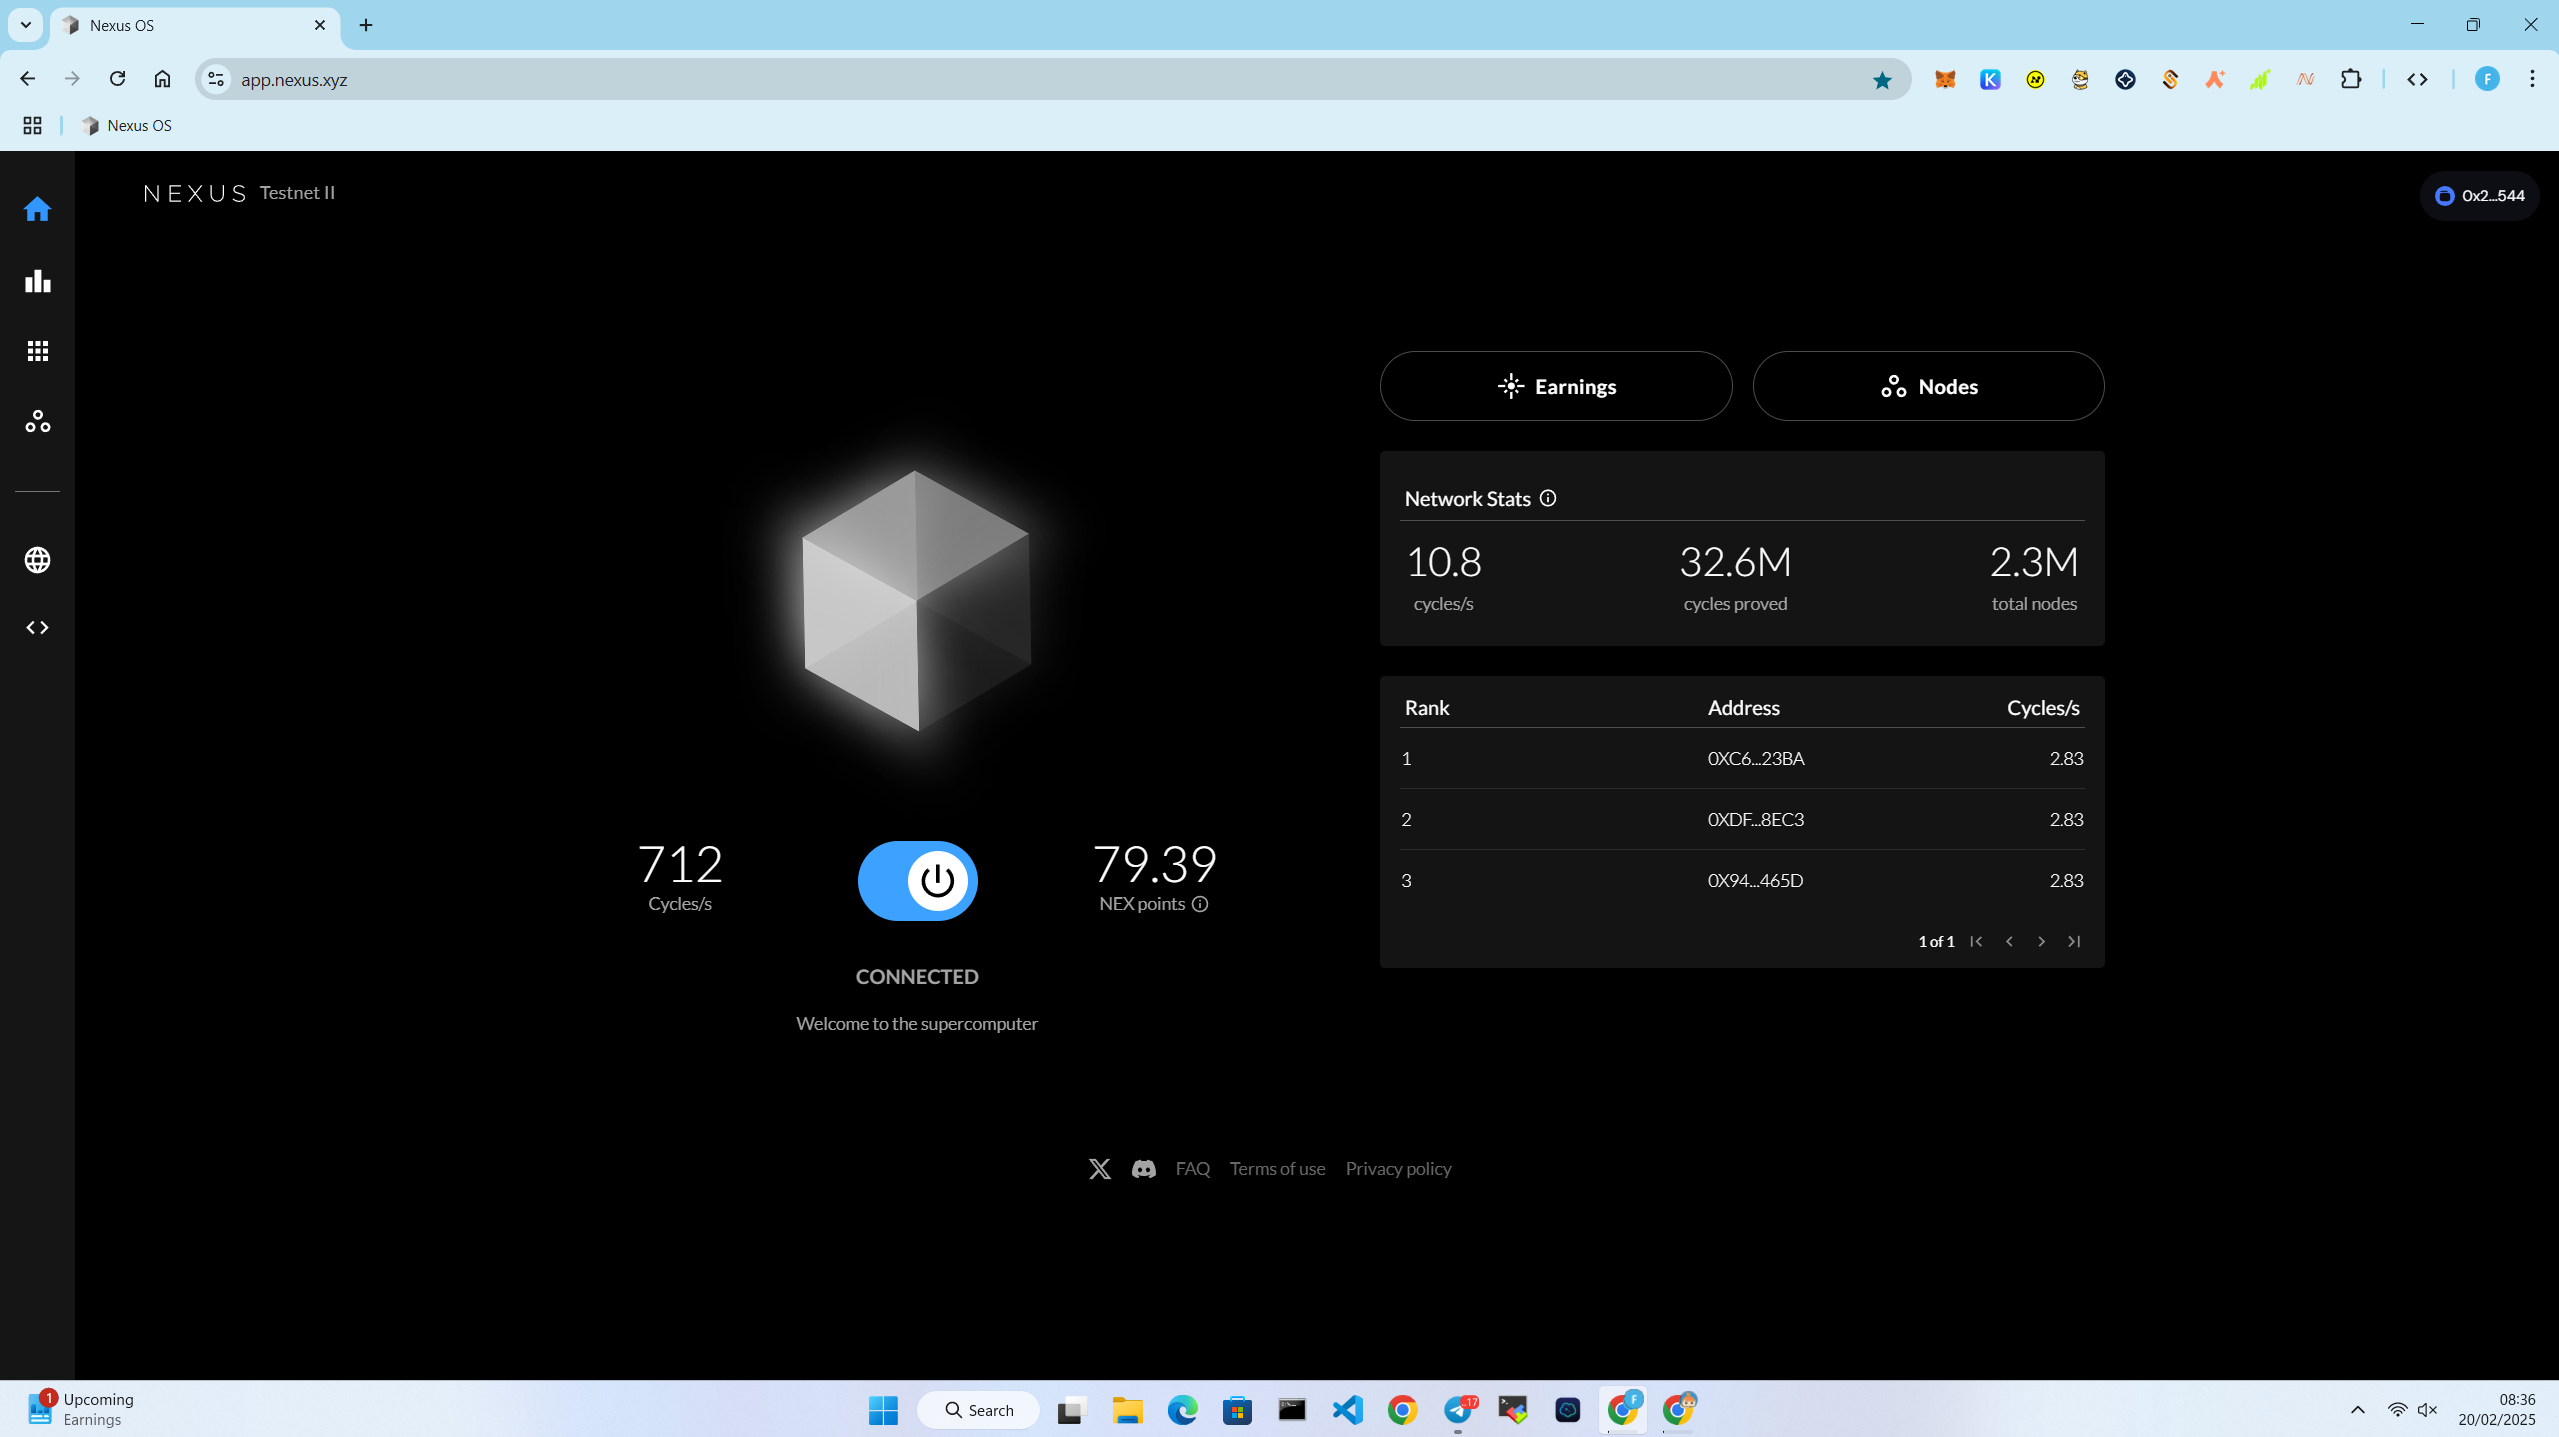 Nexus OS
app.nexus.xyz
F
Nexus OS
NEXUS Testnet II
0x2...544
Earnings
Nodes
Network Stats
10.8
32.6M
2.3M
cycles/s
cycles proved
total nodes
Rank
Address
Cycles/s
1
0XC6...23BA
2.83
2
0XDF...8EC3
2.83
3
0X94...465D
2.83
1 of 1
712
Cycles/s
79.39
NEX points
CONNECTED
Welcome to the supercomputer
FAQ
Terms of use
Privacy policy
1
Upcoming
Earnings
Search
..17
F
08:36
20/02/2025